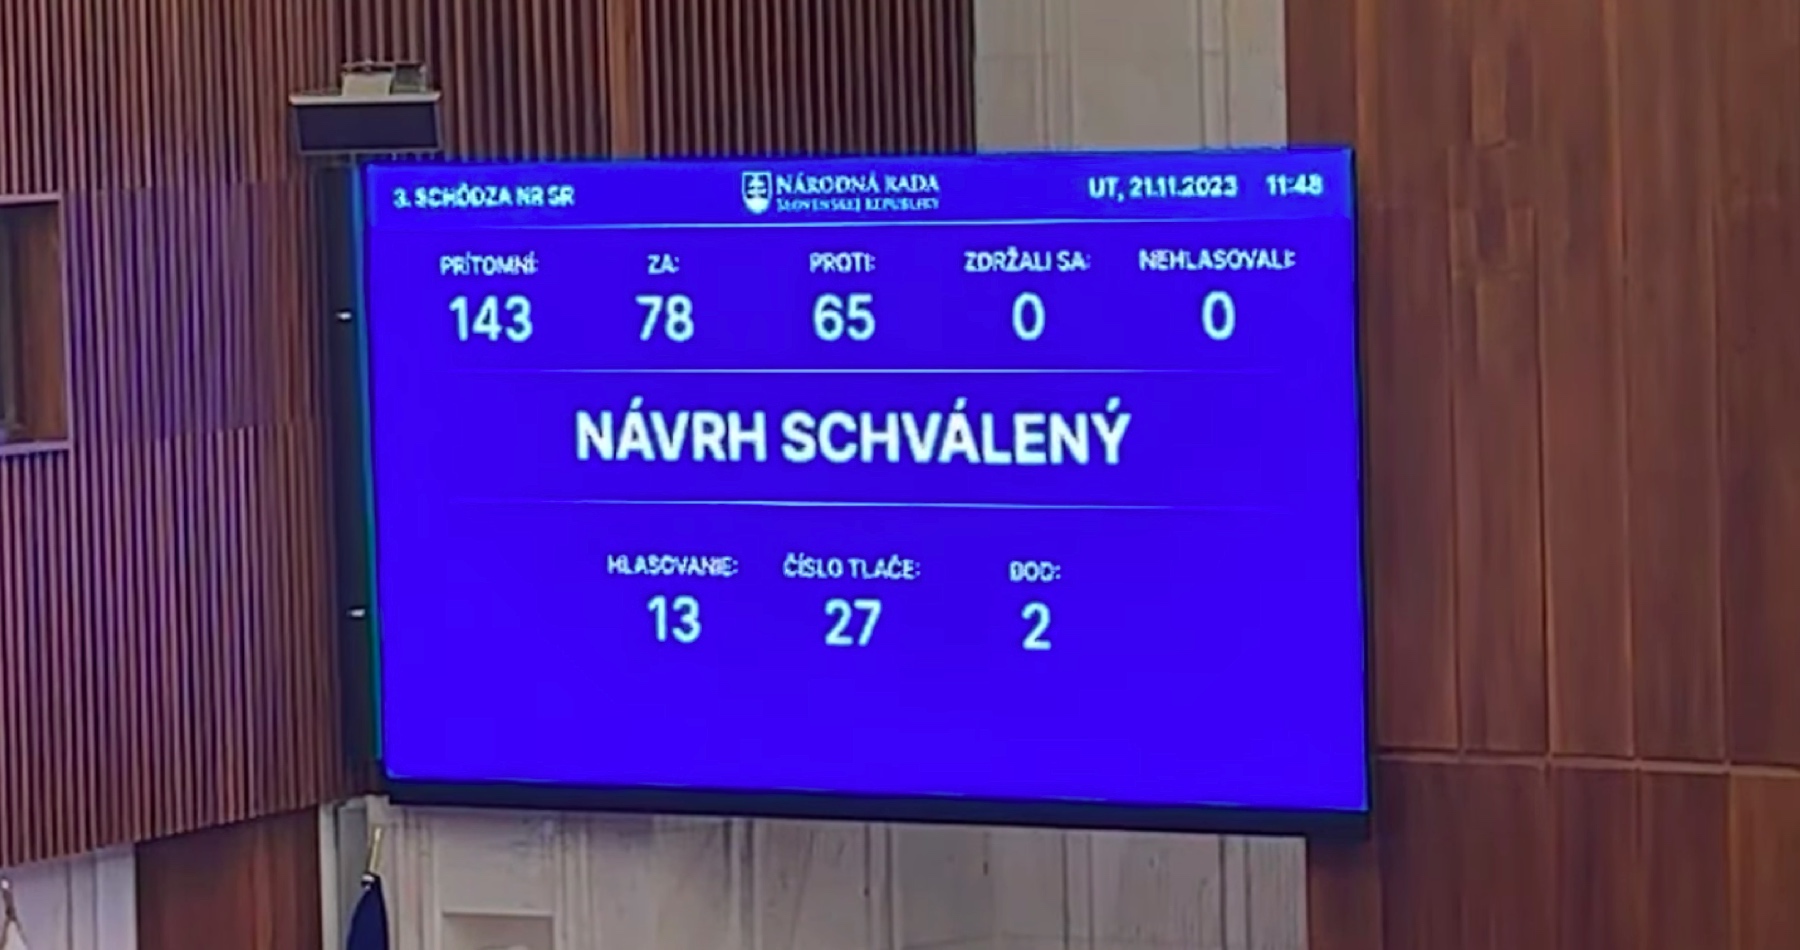 3. SCHÔDZA NR SR
NÁRODNÁ RADA
SLOVENSKEJ REPUBLIKY
UT, 21.11.2023 11:48
PRÍTOMNÍ: ZA: PROTI: ZDRŽALI SA: NEHLASOVALI:
143 78 65 0 0
NÁVRH SCHVÁLENÝ
HLASOVANIE: ČÍSLO TLAČE: BOD:
13 27 2